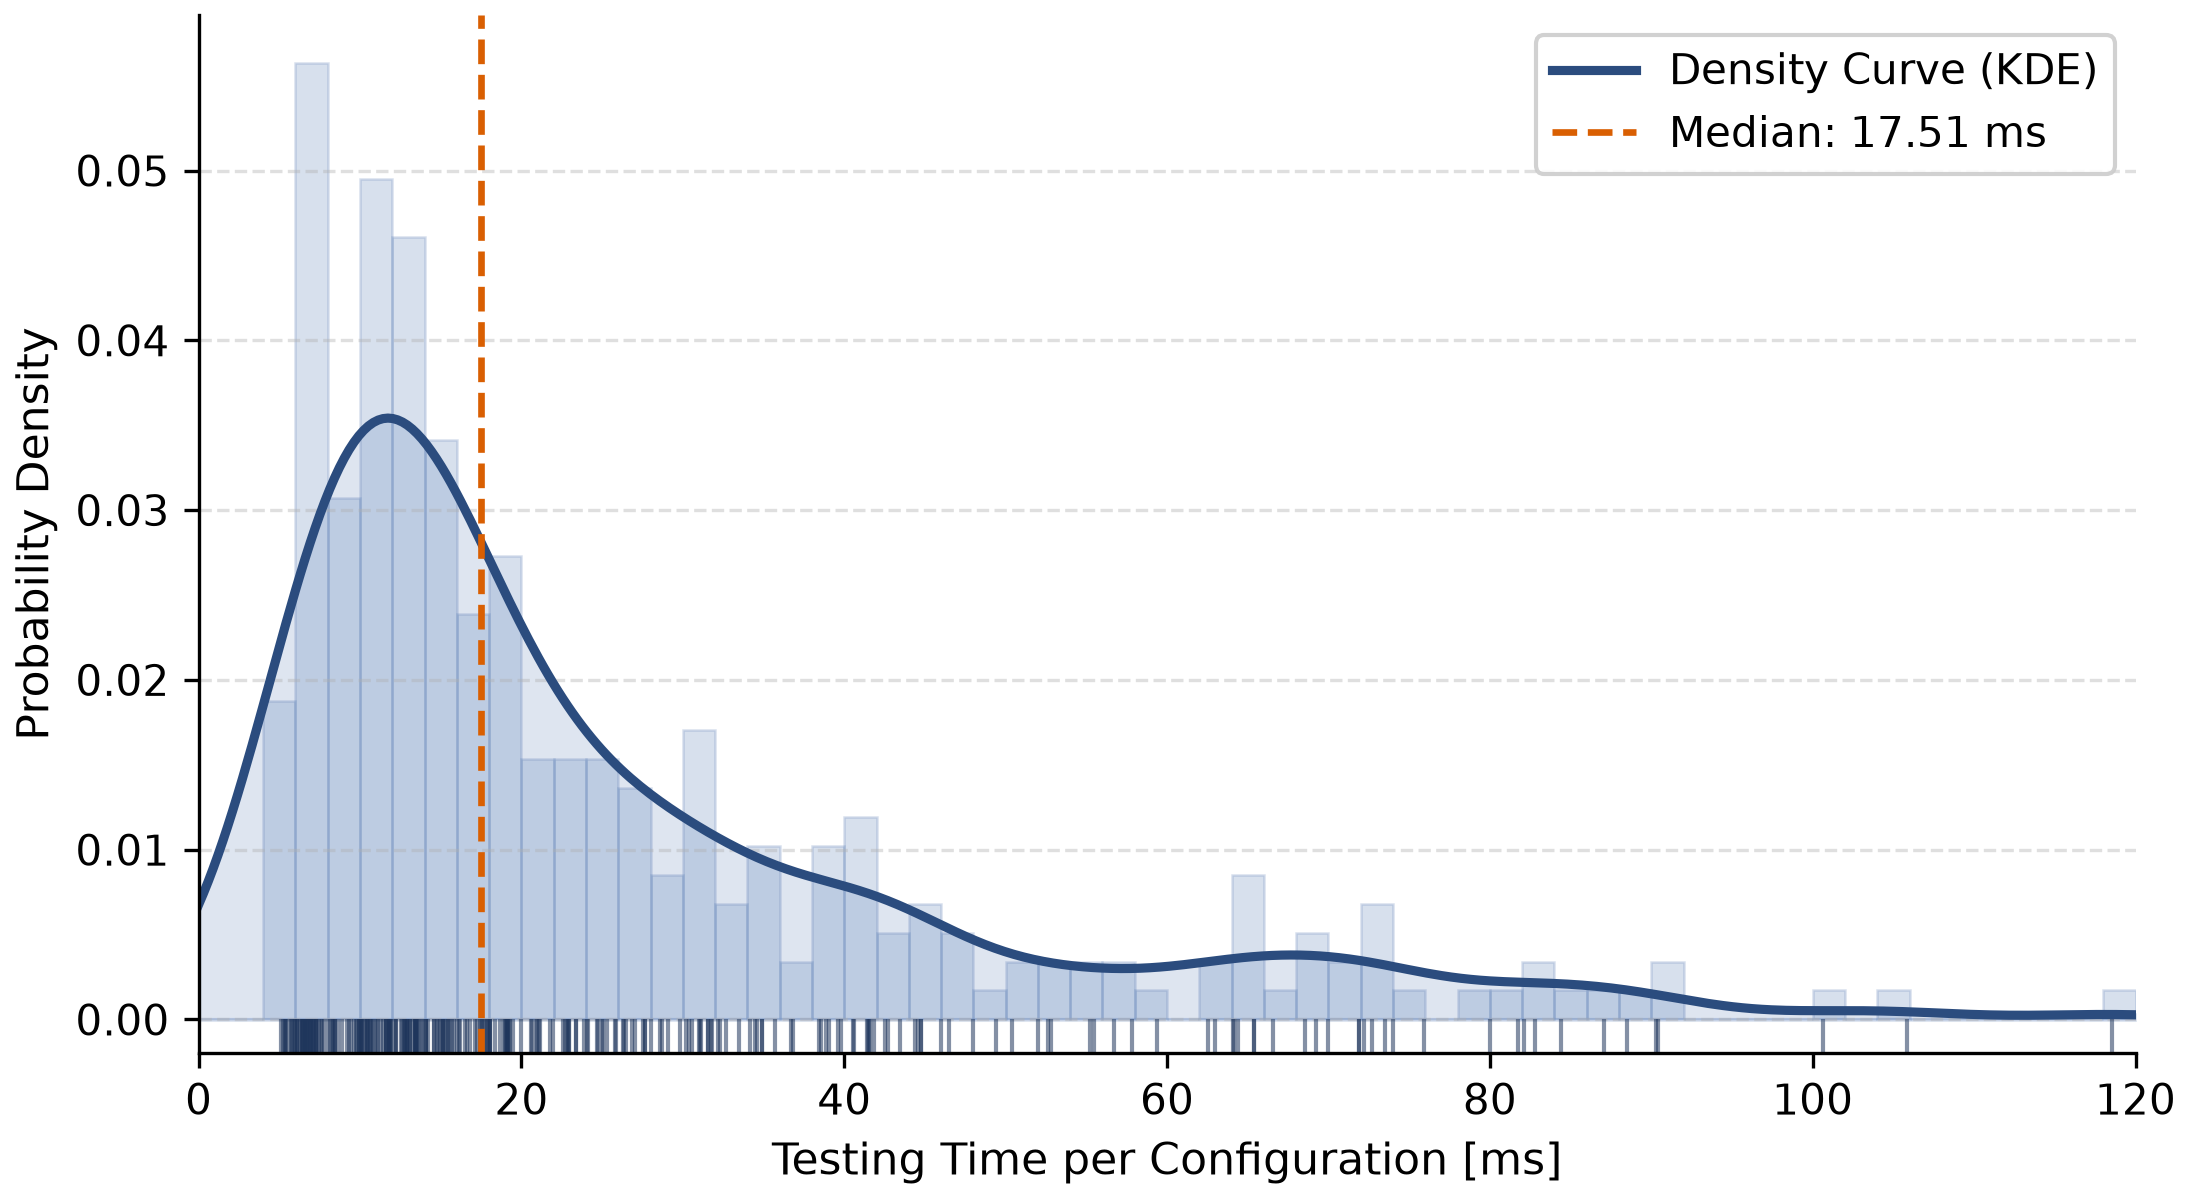 Density Curve (KDE)
Median: 17.51 ms
Probability Density
0.05
0.04
0.03
0.02
0.01
0.00
0 20 40 60 80 100 120
Testing Time per Configuration [ms]